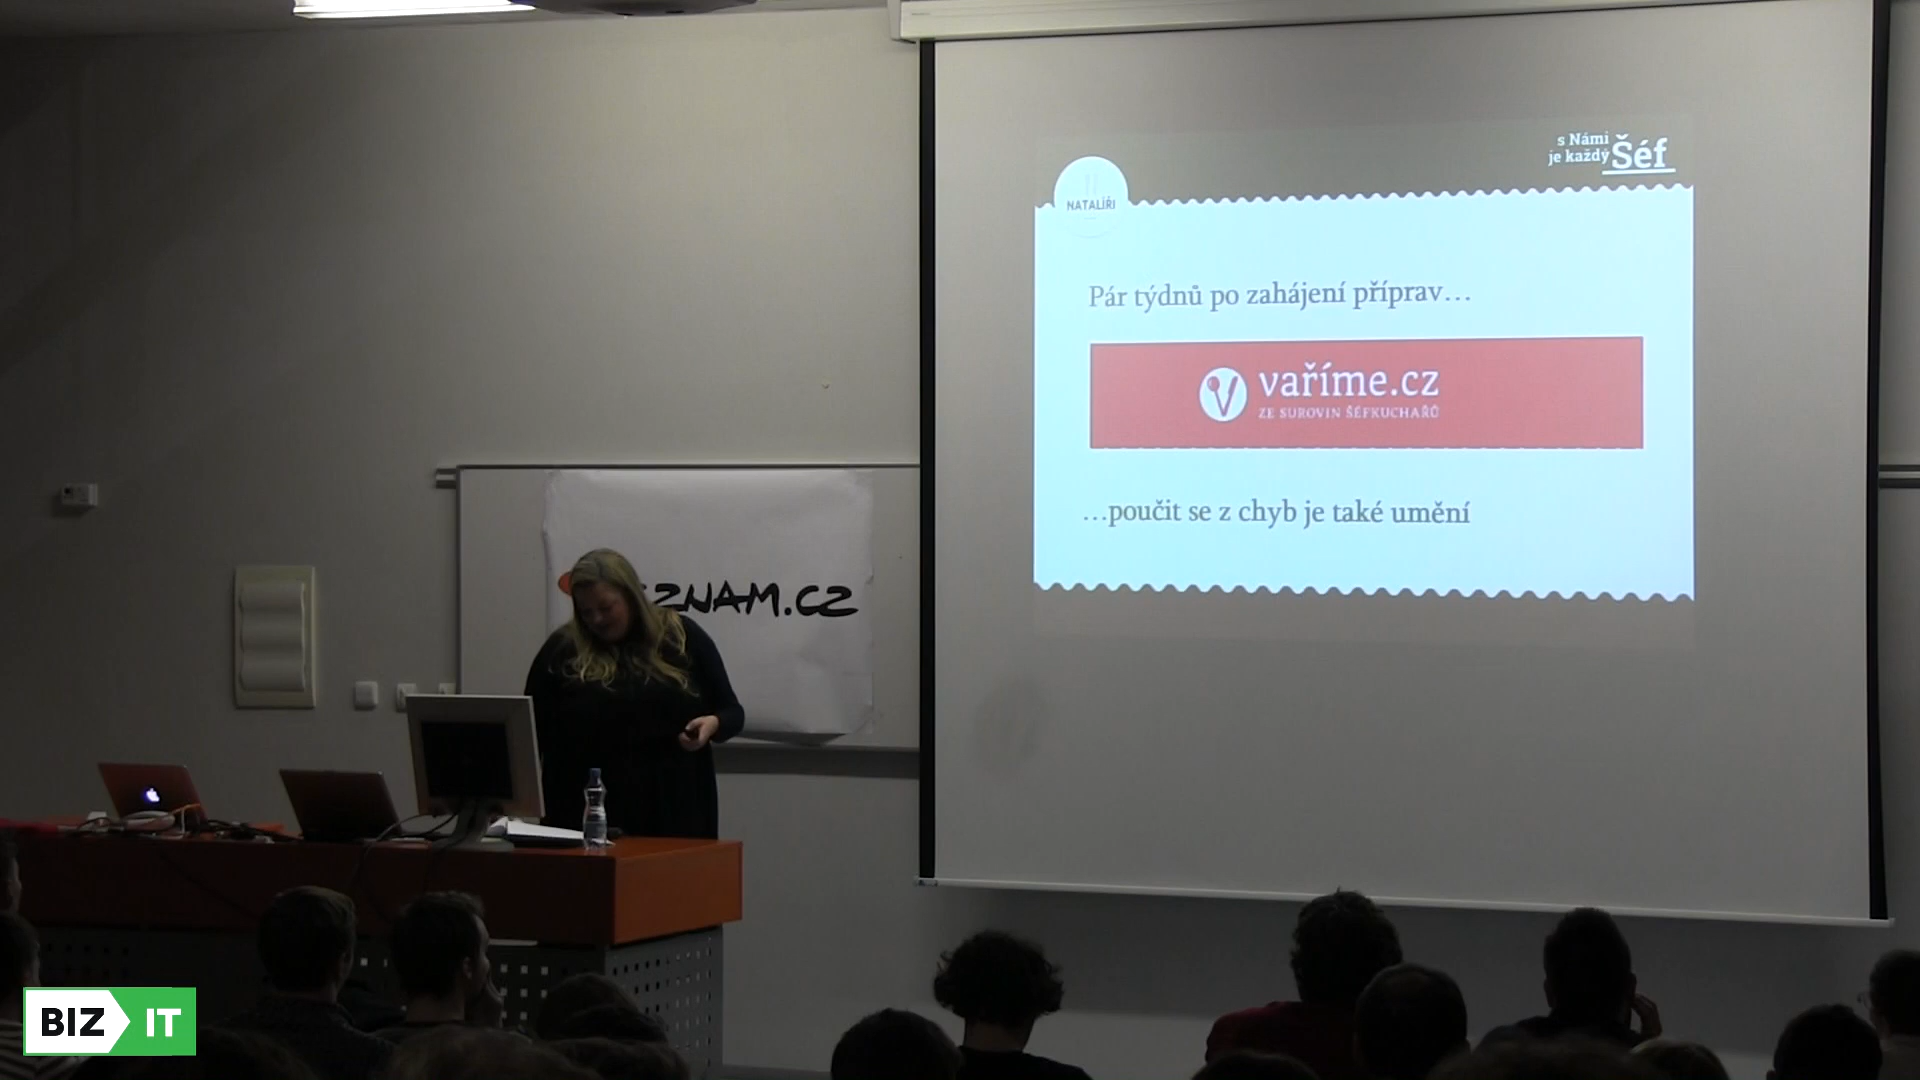 s Námi
je každý Šéf
NATALÍŘI
Pár týdnů po zahájení příprav…
vaříme.cz
ZE SUROVIN ŠÉFKUCHAŘŮ
…poučit se z chyb je také umění
ZNAM.CZ
BIZ IT